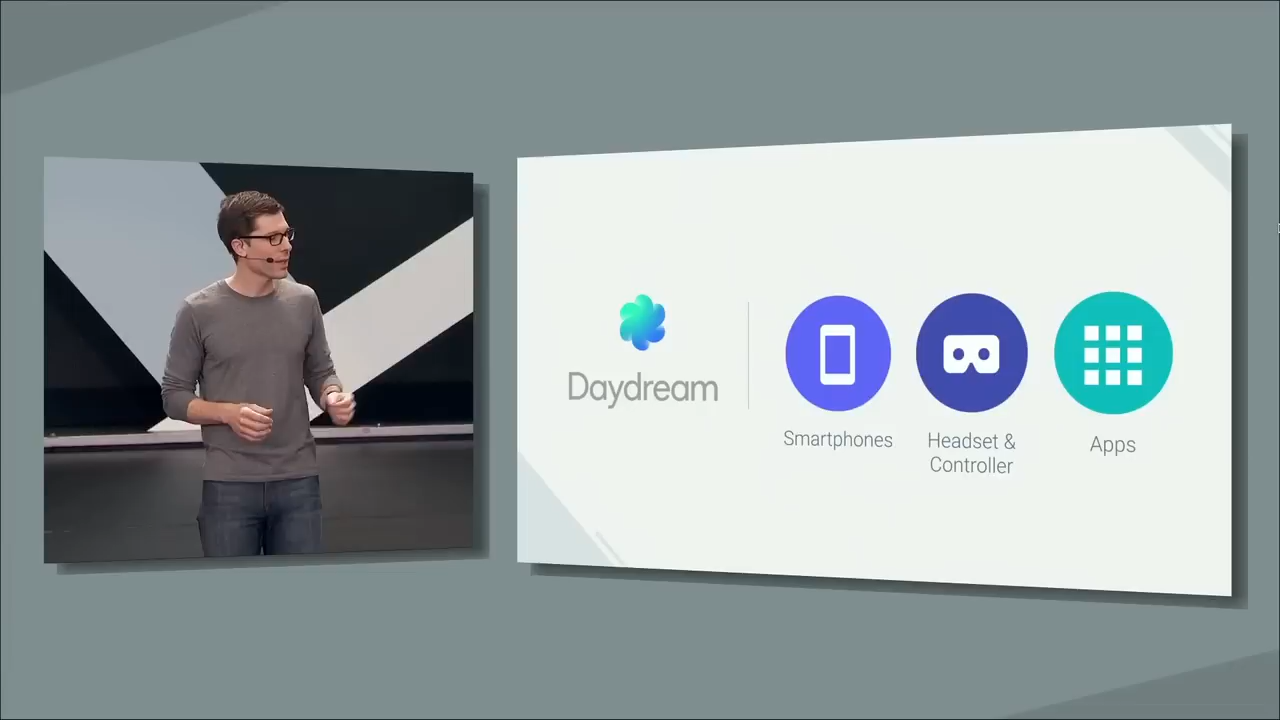 Daydream
Smartphones
Headset &
Controller
Apps